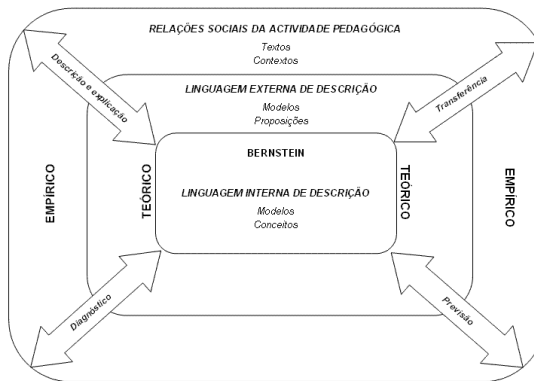 RELAÇÕES SOCIAIS DA ACTIVIDADE PEDAGÓGICA
Textos
Contextos
Descrição e explicação
Transferência
LINGUAGEM EXTERNA DE DESCRIÇÃO
Modelos
Proposições
BERNSTEIN
EMPÍRICO
TEÓRICO
TEÓRICO
EMPÍRICO
LINGUAGEM INTERNA DE DESCRIÇÃO
Modelos
Conceitos
Diagnóstico
Previsão